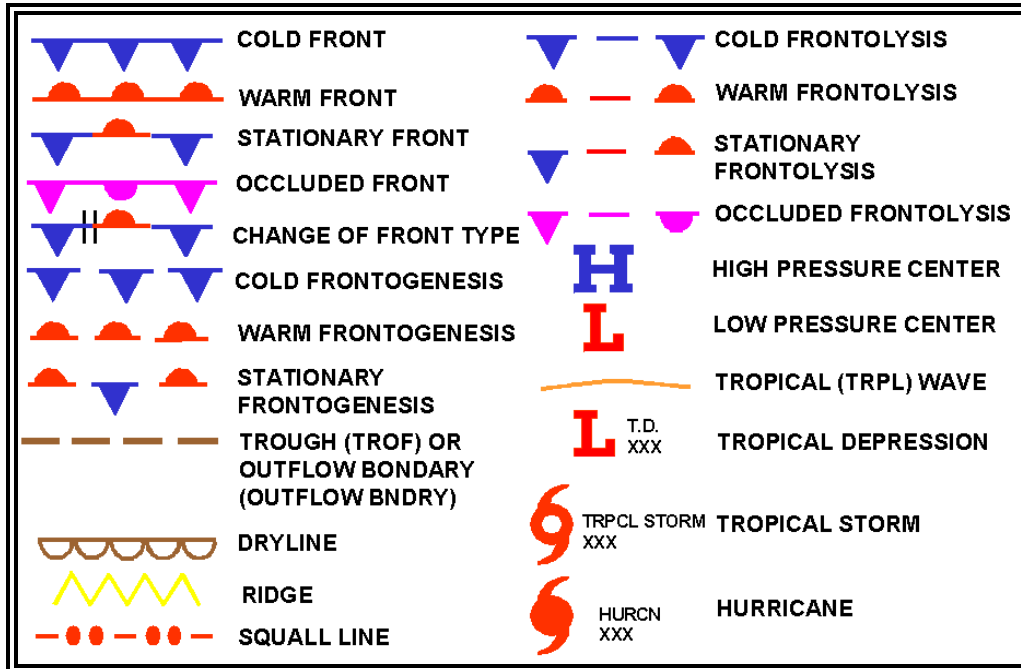 COLD FRONT
WARM FRONT
STATIONARY FRONT
OCCLUDED FRONT
CHANGE OF FRONT TYPE
COLD FRONTOGENESIS
WARM FRONTOGENESIS
STATIONARY
FRONTOGENESIS
TROUGH (TROF) OR
OUTFLOW BONDARY
(OUTFLOW BNDRY)
DRYLINE
RIDGE
SQUALL LINE
COLD FRONTOLYSIS
WARM FRONTOLYSIS
STATIONARY
FRONTOLYSIS
OCCLUDED FRONTOLYSIS
H HIGH PRESSURE CENTER
L LOW PRESSURE CENTER
TROPICAL (TRPL) WAVE
L T.D.
XXX
TROPICAL DEPRESSION
TRPCL STORM
XXX
TROPICAL STORM
HURCN
XXX
HURRICANE